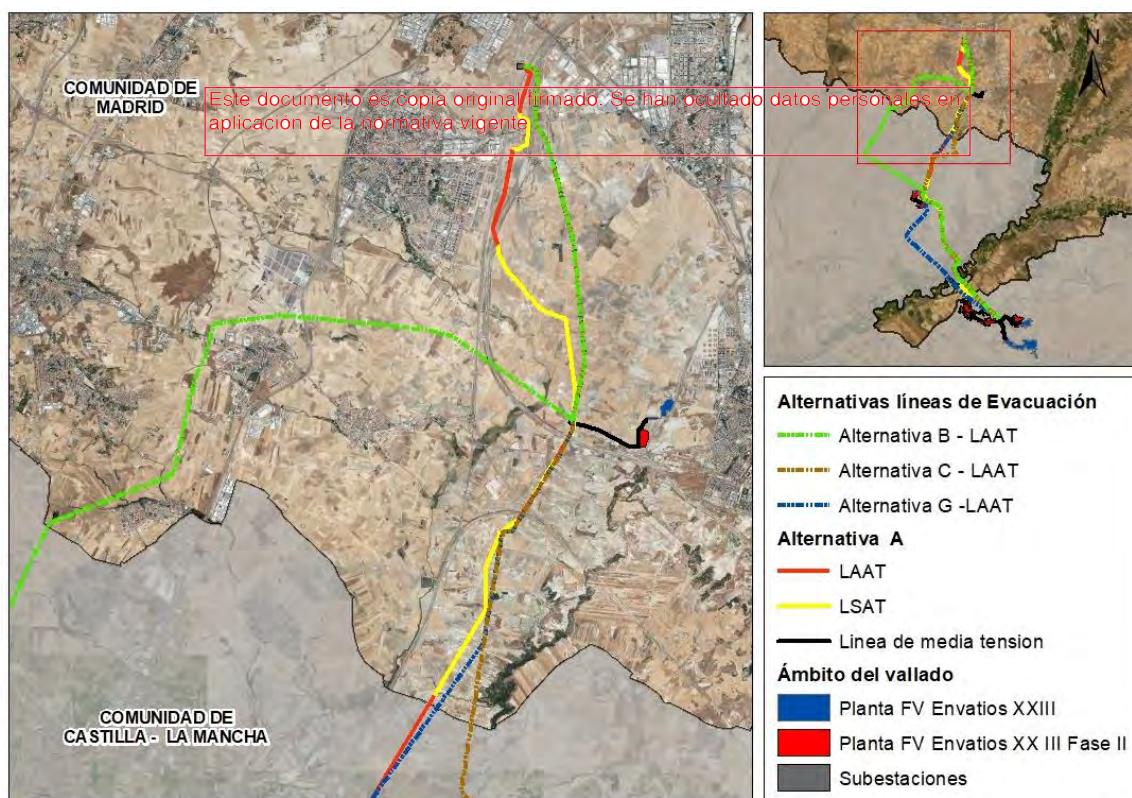 COMUNIDAD DE
MADRID
Este documento es copia original firmado. Se han ocultado datos personales en
aplicación de la normativa vigente
N
Alternativas líneas de Evacuación
Alternativa B - LAAT
Alternativa C - LAAT
Alternativa G -LAAT
Alternativa A
LAAT
LSAT
Linea de media tension
Ámbito del vallado
Planta FV Envatios XXIII
Planta FV Envatios XX III Fase II
Subestaciones
COMUNIDAD DE
CASTILLA - LA MANCHA